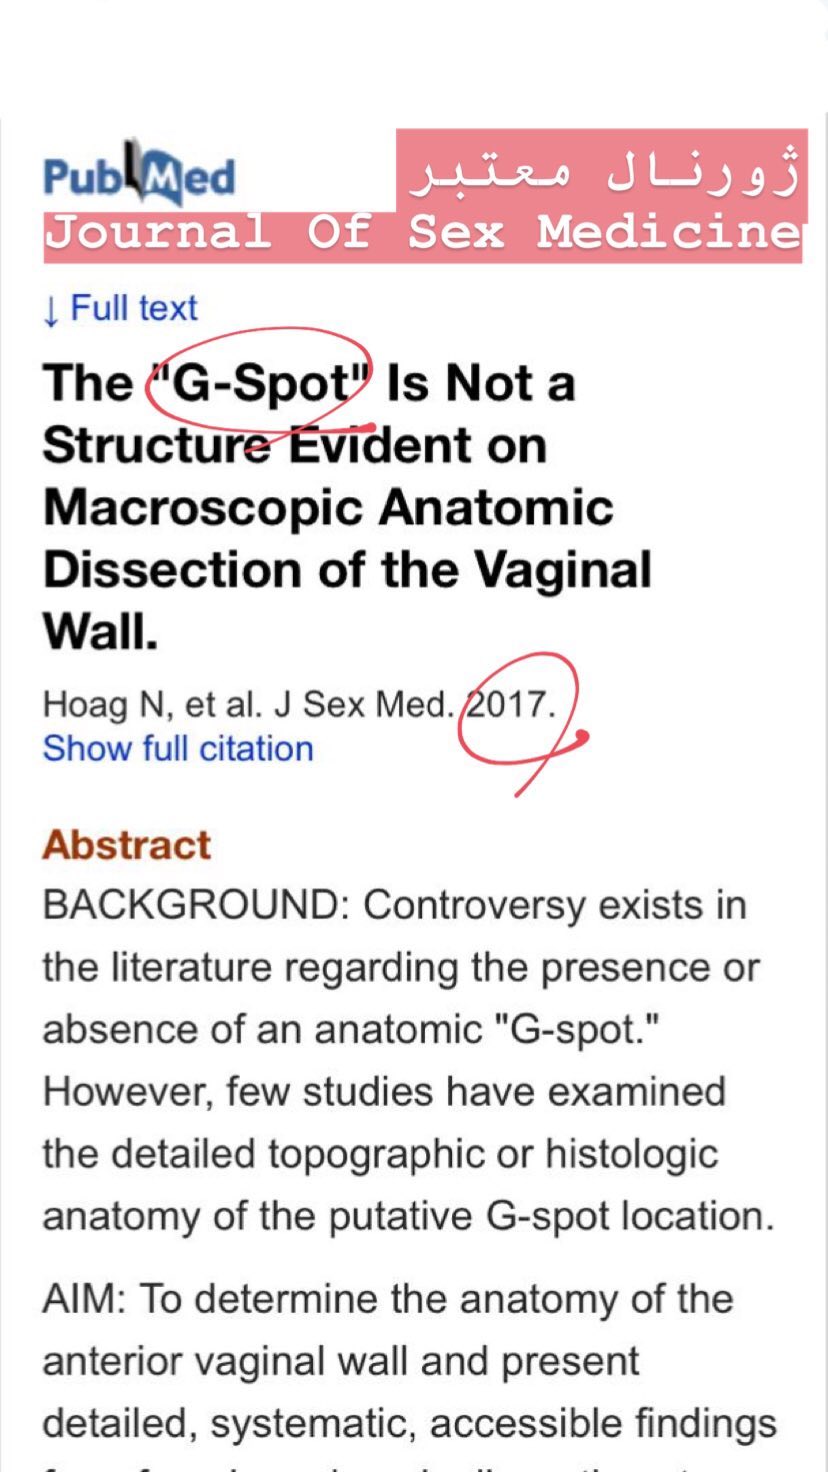 PubMed
ژورنال معتبر
Journal Of Sex Medicine
↓ Full text
The "G-Spot" Is Not a
Structure Evident on
Macroscopic Anatomic
Dissection of the Vaginal
Wall.
Hoag N, et al. J Sex Med. 2017.
Show full citation
Abstract
BACKGROUND: Controversy exists in
the literature regarding the presence or
absence of an anatomic "G-spot."
However, few studies have examined
the detailed topographic or histologic
anatomy of the putative G-spot location.
AIM: To determine the anatomy of the
anterior vaginal wall and present
detailed, systematic, accessible findings